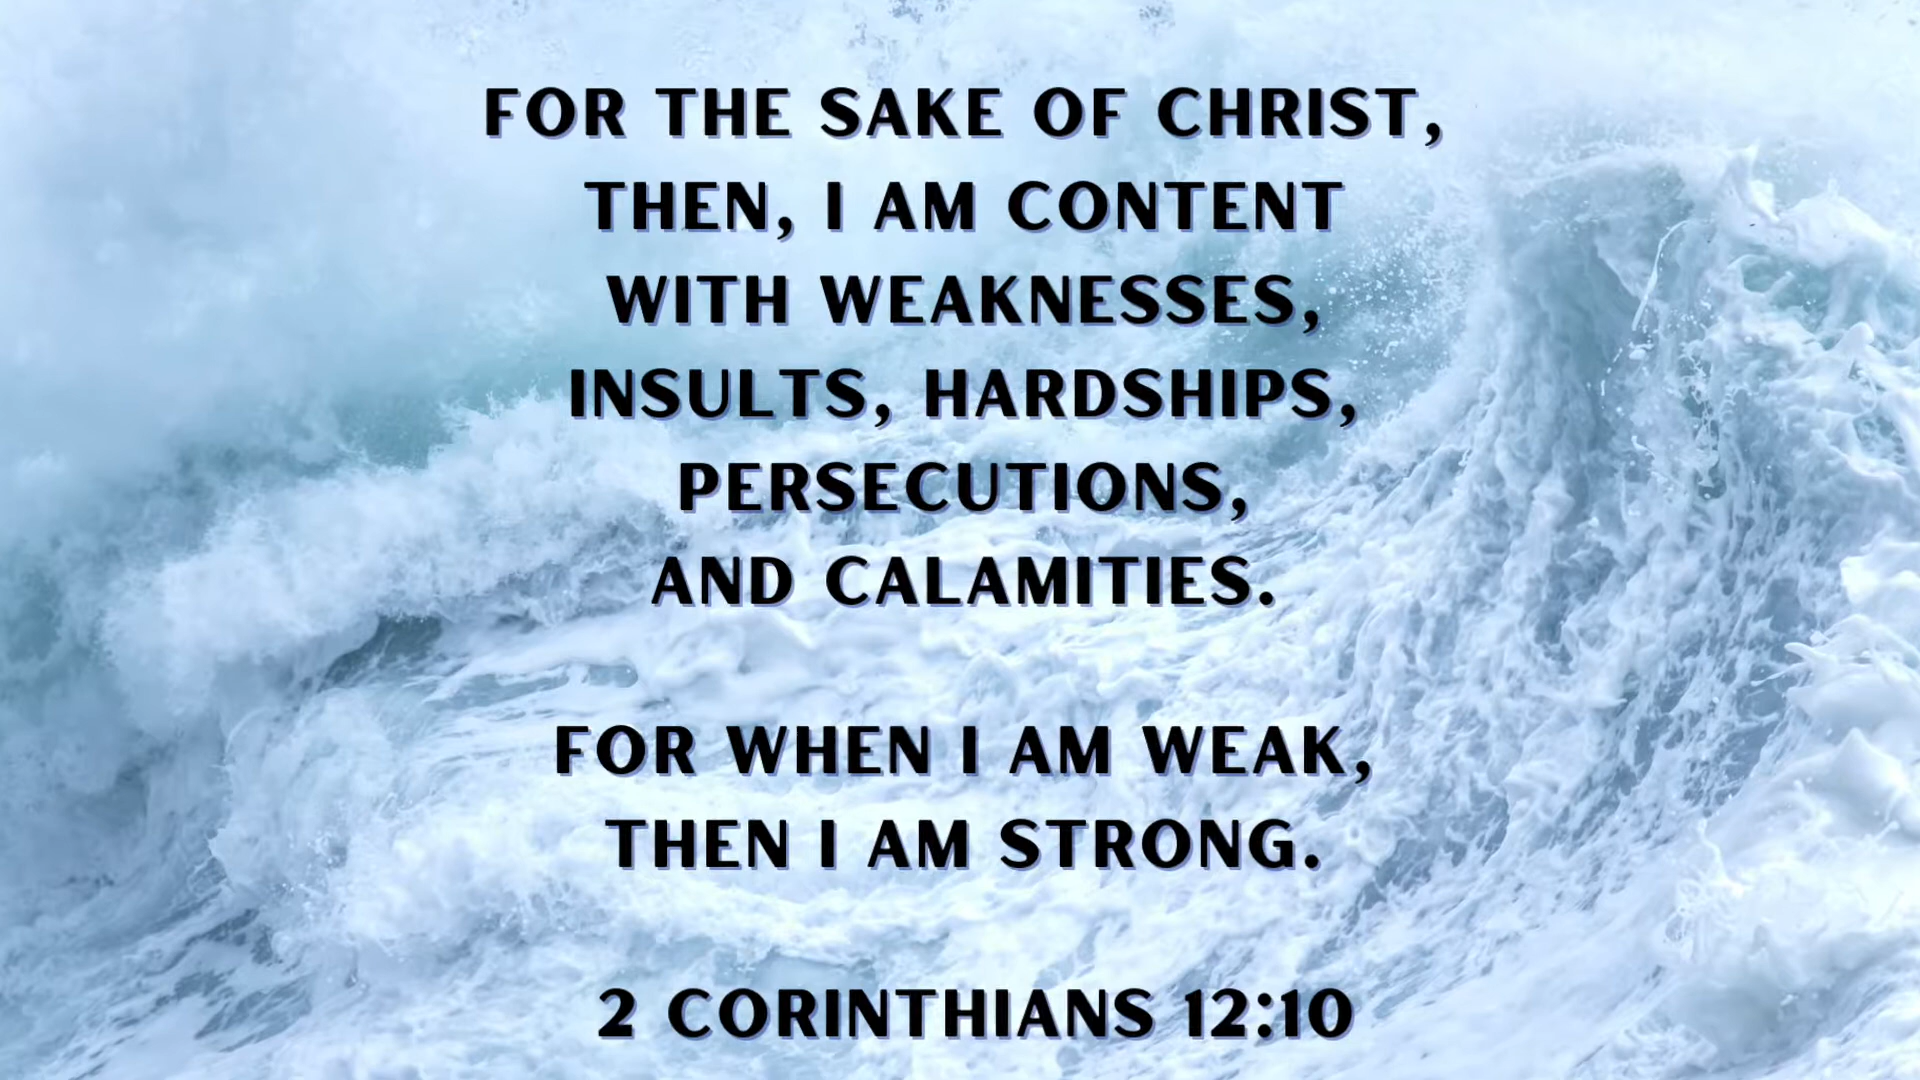 FOR THE SAKE OF CHRIST,
THEN, I AM CONTENT
WITH WEAKNESSES,
INSULTS, HARDSHIPS,
PERSECUTIONS,
AND CALAMITIES.
FOR WHEN I AM WEAK,
THEN I AM STRONG.
2 CORINTHIANS 12:10